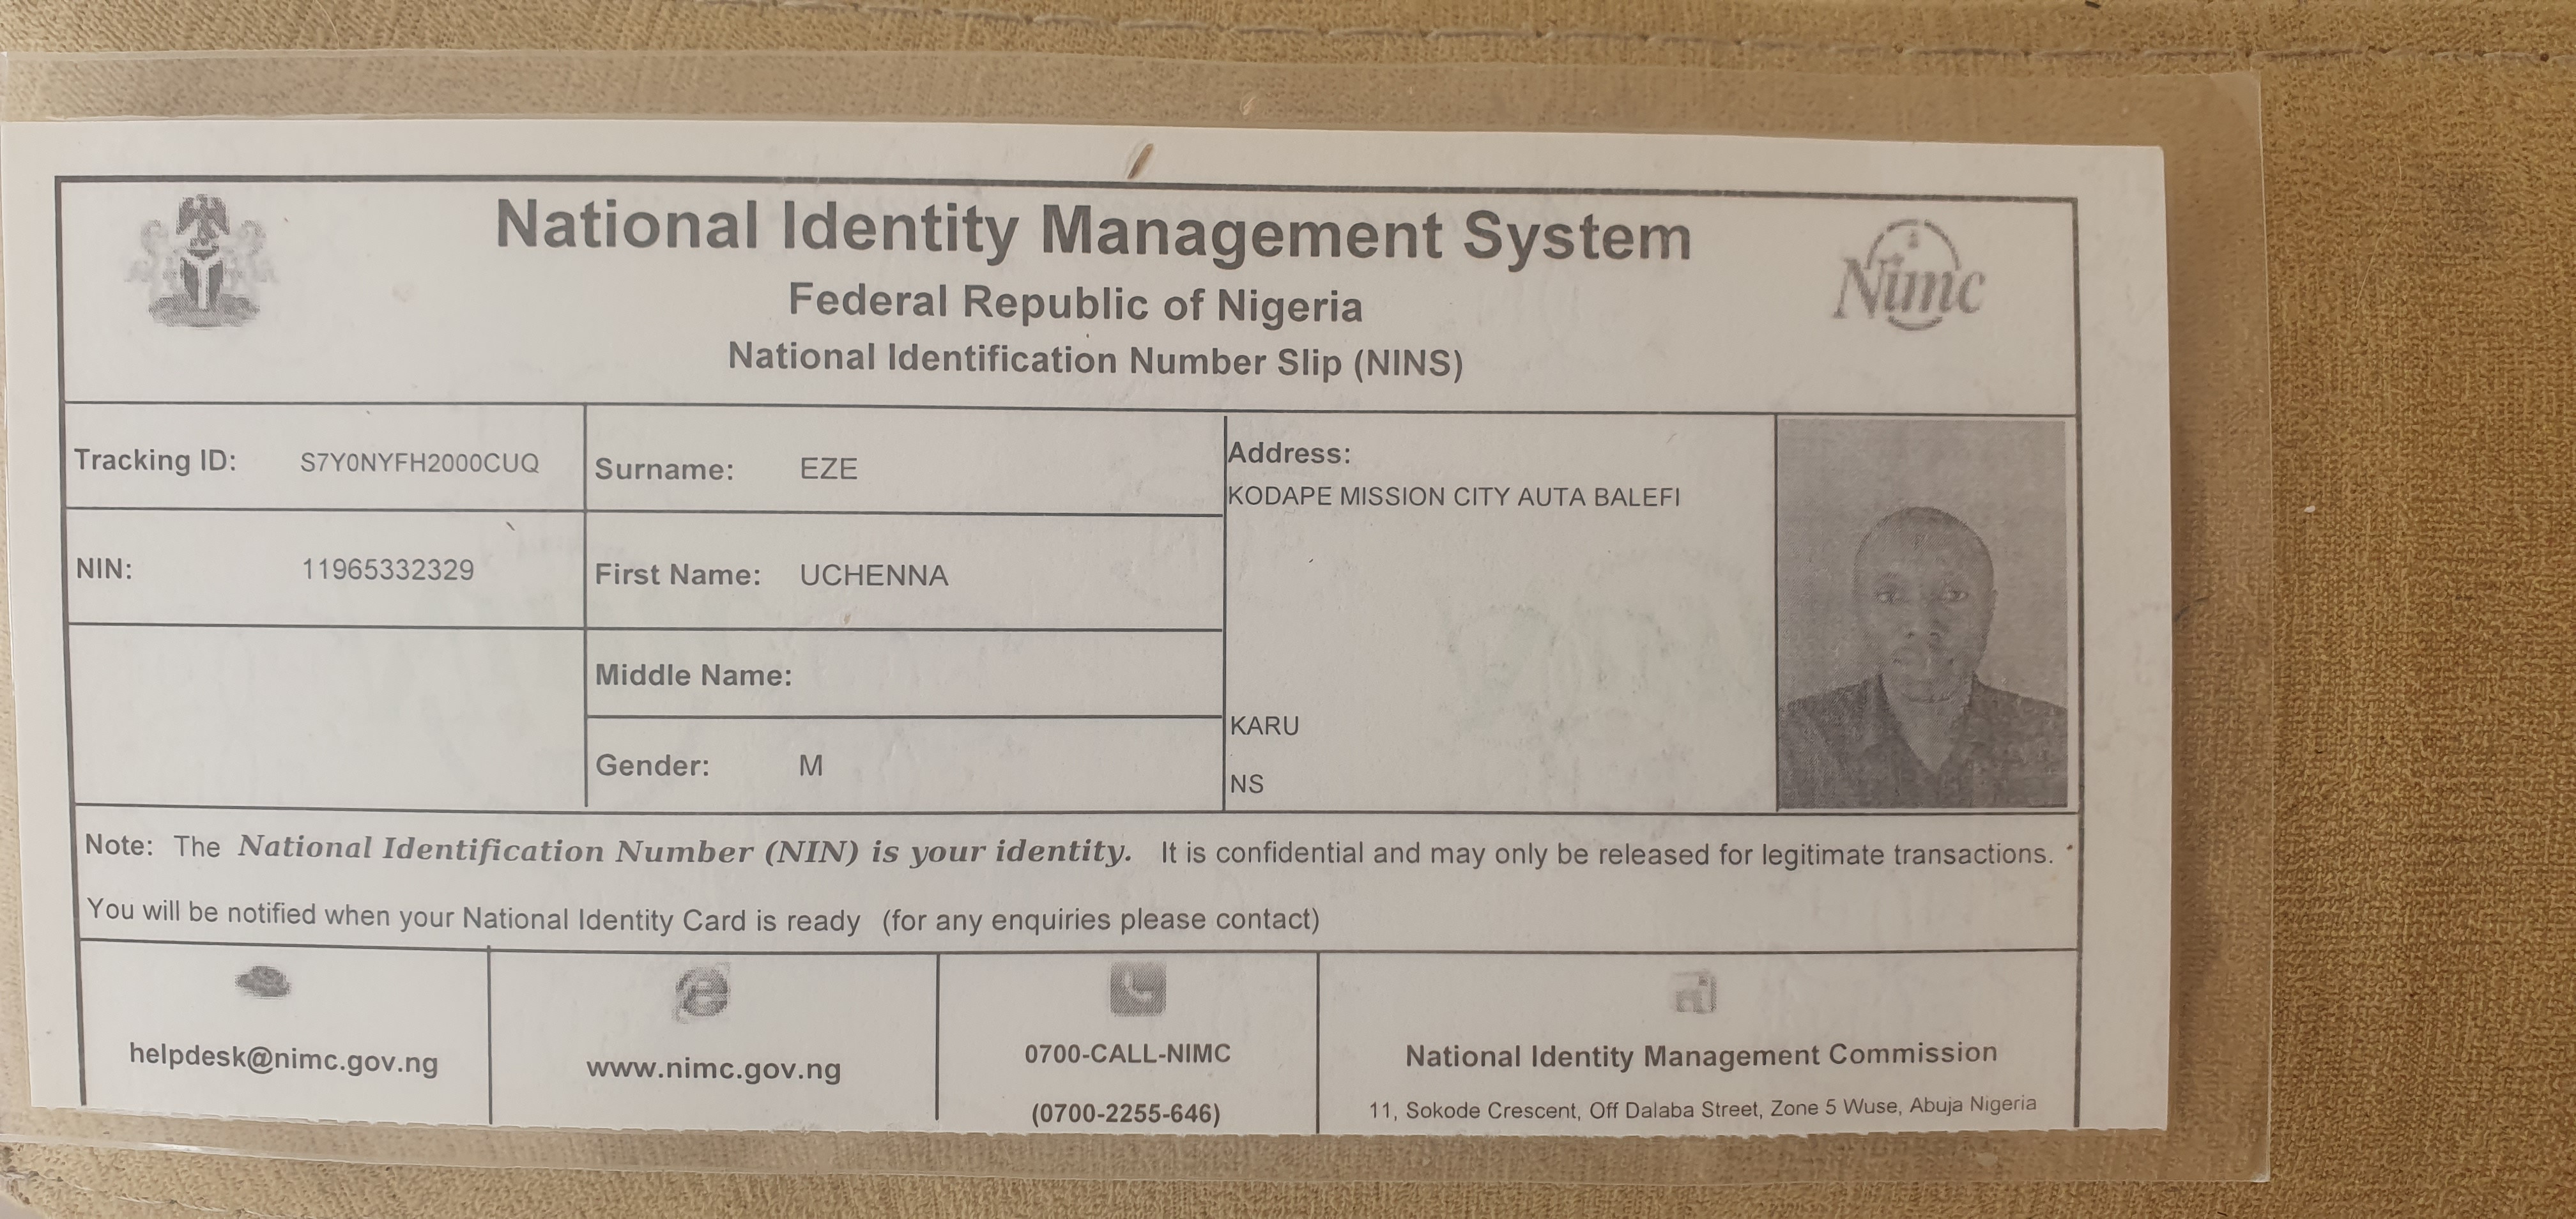 National Identity Management System
Federal Republic of Nigeria
National Identification Number Slip (NINS)
Nimc
Tracking ID: S7Y0NYFH2000CUQ
Surname: EZE
Address:
KODAPE MISSION CITY AUTA BALEFI
NIN: 11965332329
First Name: UCHENNA
Middle Name:
KARU
Gender: M
NS
Note: The National Identification Number (NIN) is your identity. It is confidential and may only be released for legitimate transactions.
You will be notified when your National Identity Card is ready (for any enquiries please contact)
helpdesk@nimc.gov.ng
www.nimc.gov.ng
0700-CALL-NIMC
(0700-2255-646)
National Identity Management Commission
11, Sokode Crescent, Off Dalaba Street, Zone 5 Wuse, Abuja Nigeria